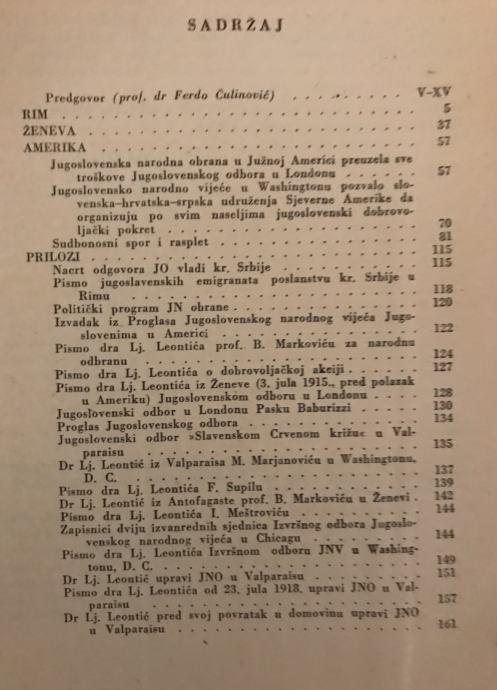 SADRŽAJ
Predgovor (prof. dr Ferdo Čulinović) . . . . . . . . . V–XV
RIM . . . . . . . . . . . . . . . . . . . . 5
ŽENEVA . . . . . . . . . . . . . . . . . . . 37
AMERIKA . . . . . . . . . . . . . . . . . . 57
Jugoslovenska narodna obrana u Južnoj Americi preuzela sve
troškove Jugoslovenskog odbora u Londonu . . . . . . 57
Jugoslovensko narodno vijeće u Washingtonu pozvalo slo-
venska-hrvatska-srpska udruženja Sjeverne Amerike da
organizuju po svim naseljima jugoslovenski dobrovo-
ljački pokret . . . . . . . . . . . . . . . . 70
Sudbonosni spor i rasplet . . . . . . . . . . . . . 81
PRILOZI . . . . . . . . . . . . . . . . . . . 115
Nacrt odgovora JO vladi kr. Srbije . . . . . . . . . . 115
Pismo jugoslavenskih emigranata poslanstvu kr. Srbije u
Rimu . . . . . . . . . . . . . . . . . . . 118
Politički program JN obrane . . . . . . . . . . . . 120
Izvadak iz Proglasa Jugoslovenskog narodnog vijeća Jugo-
slovenima u Americi . . . . . . . . . . . . . 122
Pismo dra Lj. Leontića prof. B. Markoviću za narodnu
odbranu . . . . . . . . . . . . . . . . . . 124
Pismo dra Lj. Leontića o dobrovoljačkoj akciji . . . . . . 127
Pismo dra Lj. Leontića iz Ženeve (3. jula 1915., pred polazak
u Ameriku) Jugoslovenskom odboru u Londonu . . . . . 128
Jugoslovenski odbor u Londonu Pasku Baburizzi . . . . . 130
Proglas Jugoslovenskog odbora . . . . . . . . . . . 134
Jugoslovenski odbor »Slavenskom Crvenom križu« u Val-
paraisu . . . . . . . . . . . . . . . . . . 135
Dr Lj. Leontić iz Valparaisa M. Marjanoviću u Washingtonu,
D. C. . . . . . . . . . . . . . . . . . . . 137
Pismo dra Lj. Leontića F. Supilu . . . . . . . . . . 139
Dr Lj. Leontić iz Antofagaste prof. B. Markoviću u Ženevi . 142
Pismo dra Lj. Leontića I. Meštroviću . . . . . . . . . 144
Zapisnici dviju izvanrednih sjednica Izvršnog odbora Jugoslo-
venskog narodnog vijeća u Chicagu . . . . . . . . 144
Pismo dra Lj. Leontića Izvršnom odboru JNV u Washing-
tonu, D. C. . . . . . . . . . . . . . . . . 149
Dr Lj. Leontić upravi JNO u Valparaisu . . . . . . . . 151
Pismo dra Lj. Leontića od 23. jula 1918. upravi JNO u Val-
paraisu . . . . . . . . . . . . . . . . . . 157
Dr Lj. Leontić pred svoj povratak u domovinu upravi JNO
u Valparaisu . . . . . . . . . . . . . . . . 161